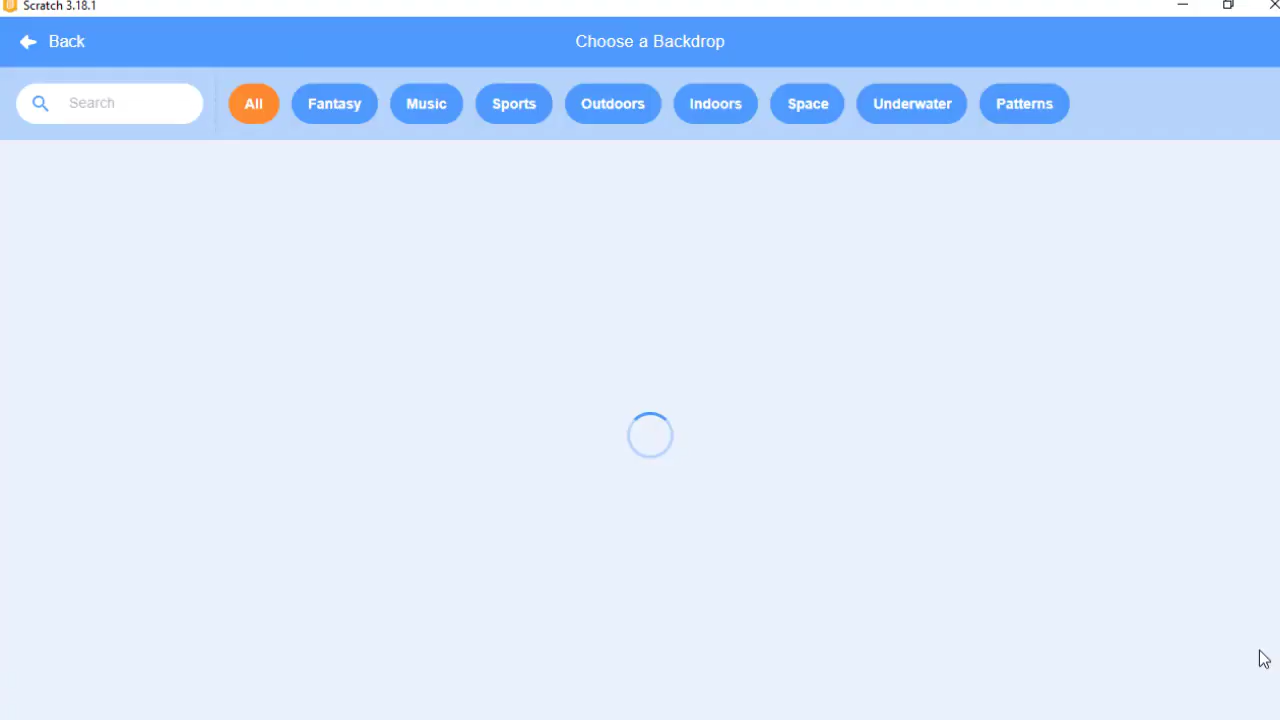 Scratch 3.18.1
Back
Choose a Backdrop
Search
All
Fantasy
Music
Sports
Outdoors
Indoors
Space
Underwater
Patterns